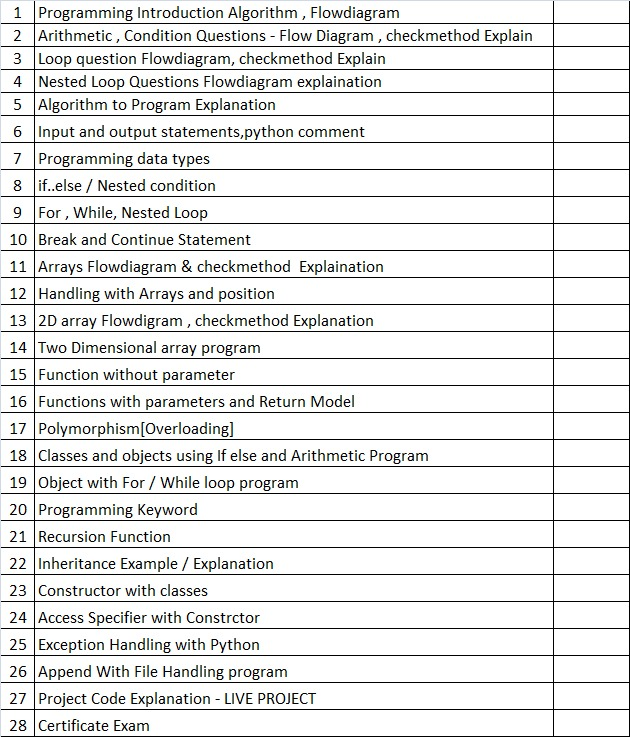 1 Programming Introduction Algorithm , Flowdiagram
2 Arithmetic , Condition Questions - Flow Diagram , checkmethod Explain
3 Loop question Flowdiagram, checkmethod Explain
4 Nested Loop Questions Flowdiagram explaination
5 Algorithm to Program Explanation
6 Input and output statements,python comment
7 Programming data types
8 if..else / Nested condition
9 For , While, Nested Loop
10 Break and Continue Statement
11 Arrays Flowdiagram & checkmethod  Explaination
12 Handling with Arrays and position
13 2D array Flowdigram , checkmethod Explanation
14 Two Dimensional array program
15 Function without parameter
16 Functions with parameters and Return Model
17 Polymorphism[Overloading]
18 Classes and objects using If else and Arithmetic Program
19 Object with For / While loop program
20 Programming Keyword
21 Recursion Function
22 Inheritance Example / Explanation
23 Constructor with classes
24 Access Specifier with Constrctor
25 Exception Handling with Python
26 Append With File Handling program
27 Project Code Explanation - LIVE PROJECT
28 Certificate Exam